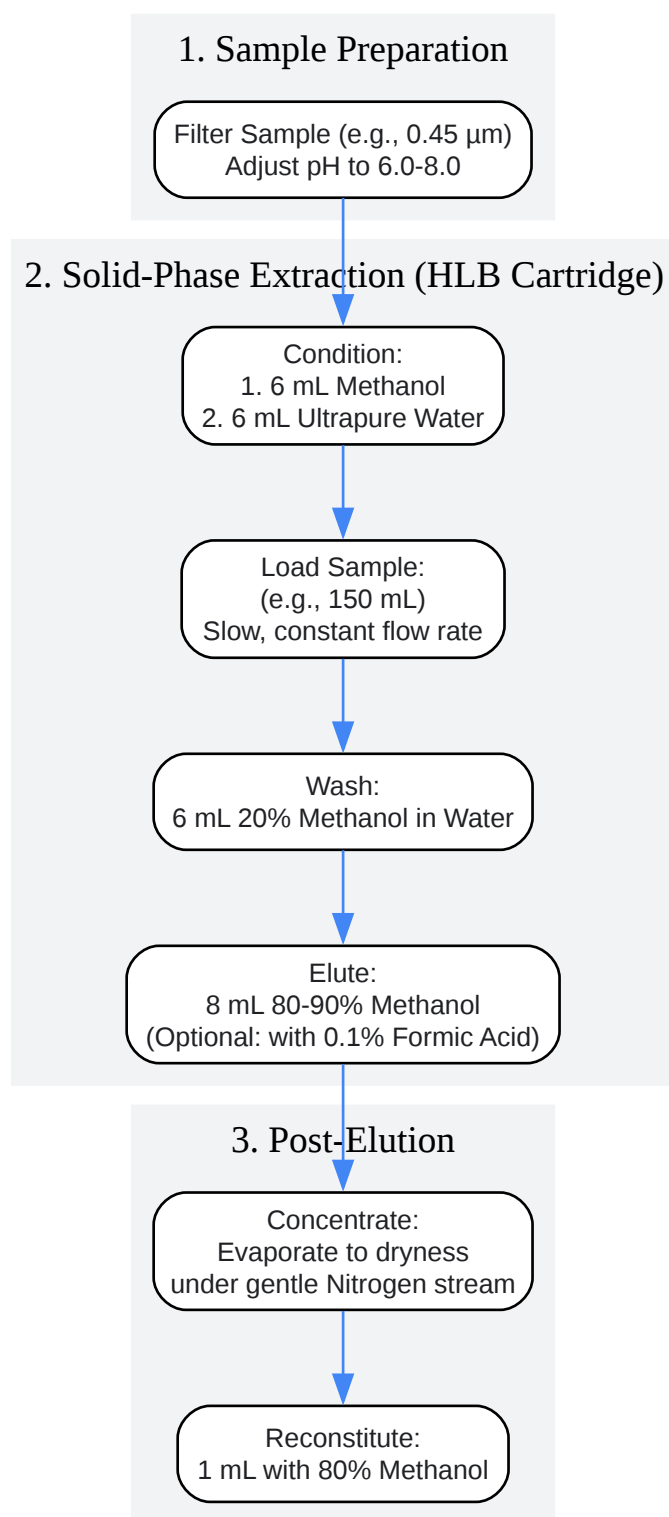 1. Sample Preparation
Filter Sample (e.g., 0.45 µm)
Adjust pH to 6.0-8.0
2. Solid-Phase Extraction (HLB Cartridge)
Condition:
1. 6 mL Methanol
2. 6 mL Ultrapure Water
Load Sample:
(e.g., 150 mL)
Slow, constant flow rate
Wash:
6 mL 20% Methanol in Water
Elute:
8 mL 80-90% Methanol
(Optional: with 0.1% Formic Acid)
3. Post-Elution
Concentrate:
Evaporate to dryness
under gentle Nitrogen stream
Reconstitute:
1 mL with 80% Methanol